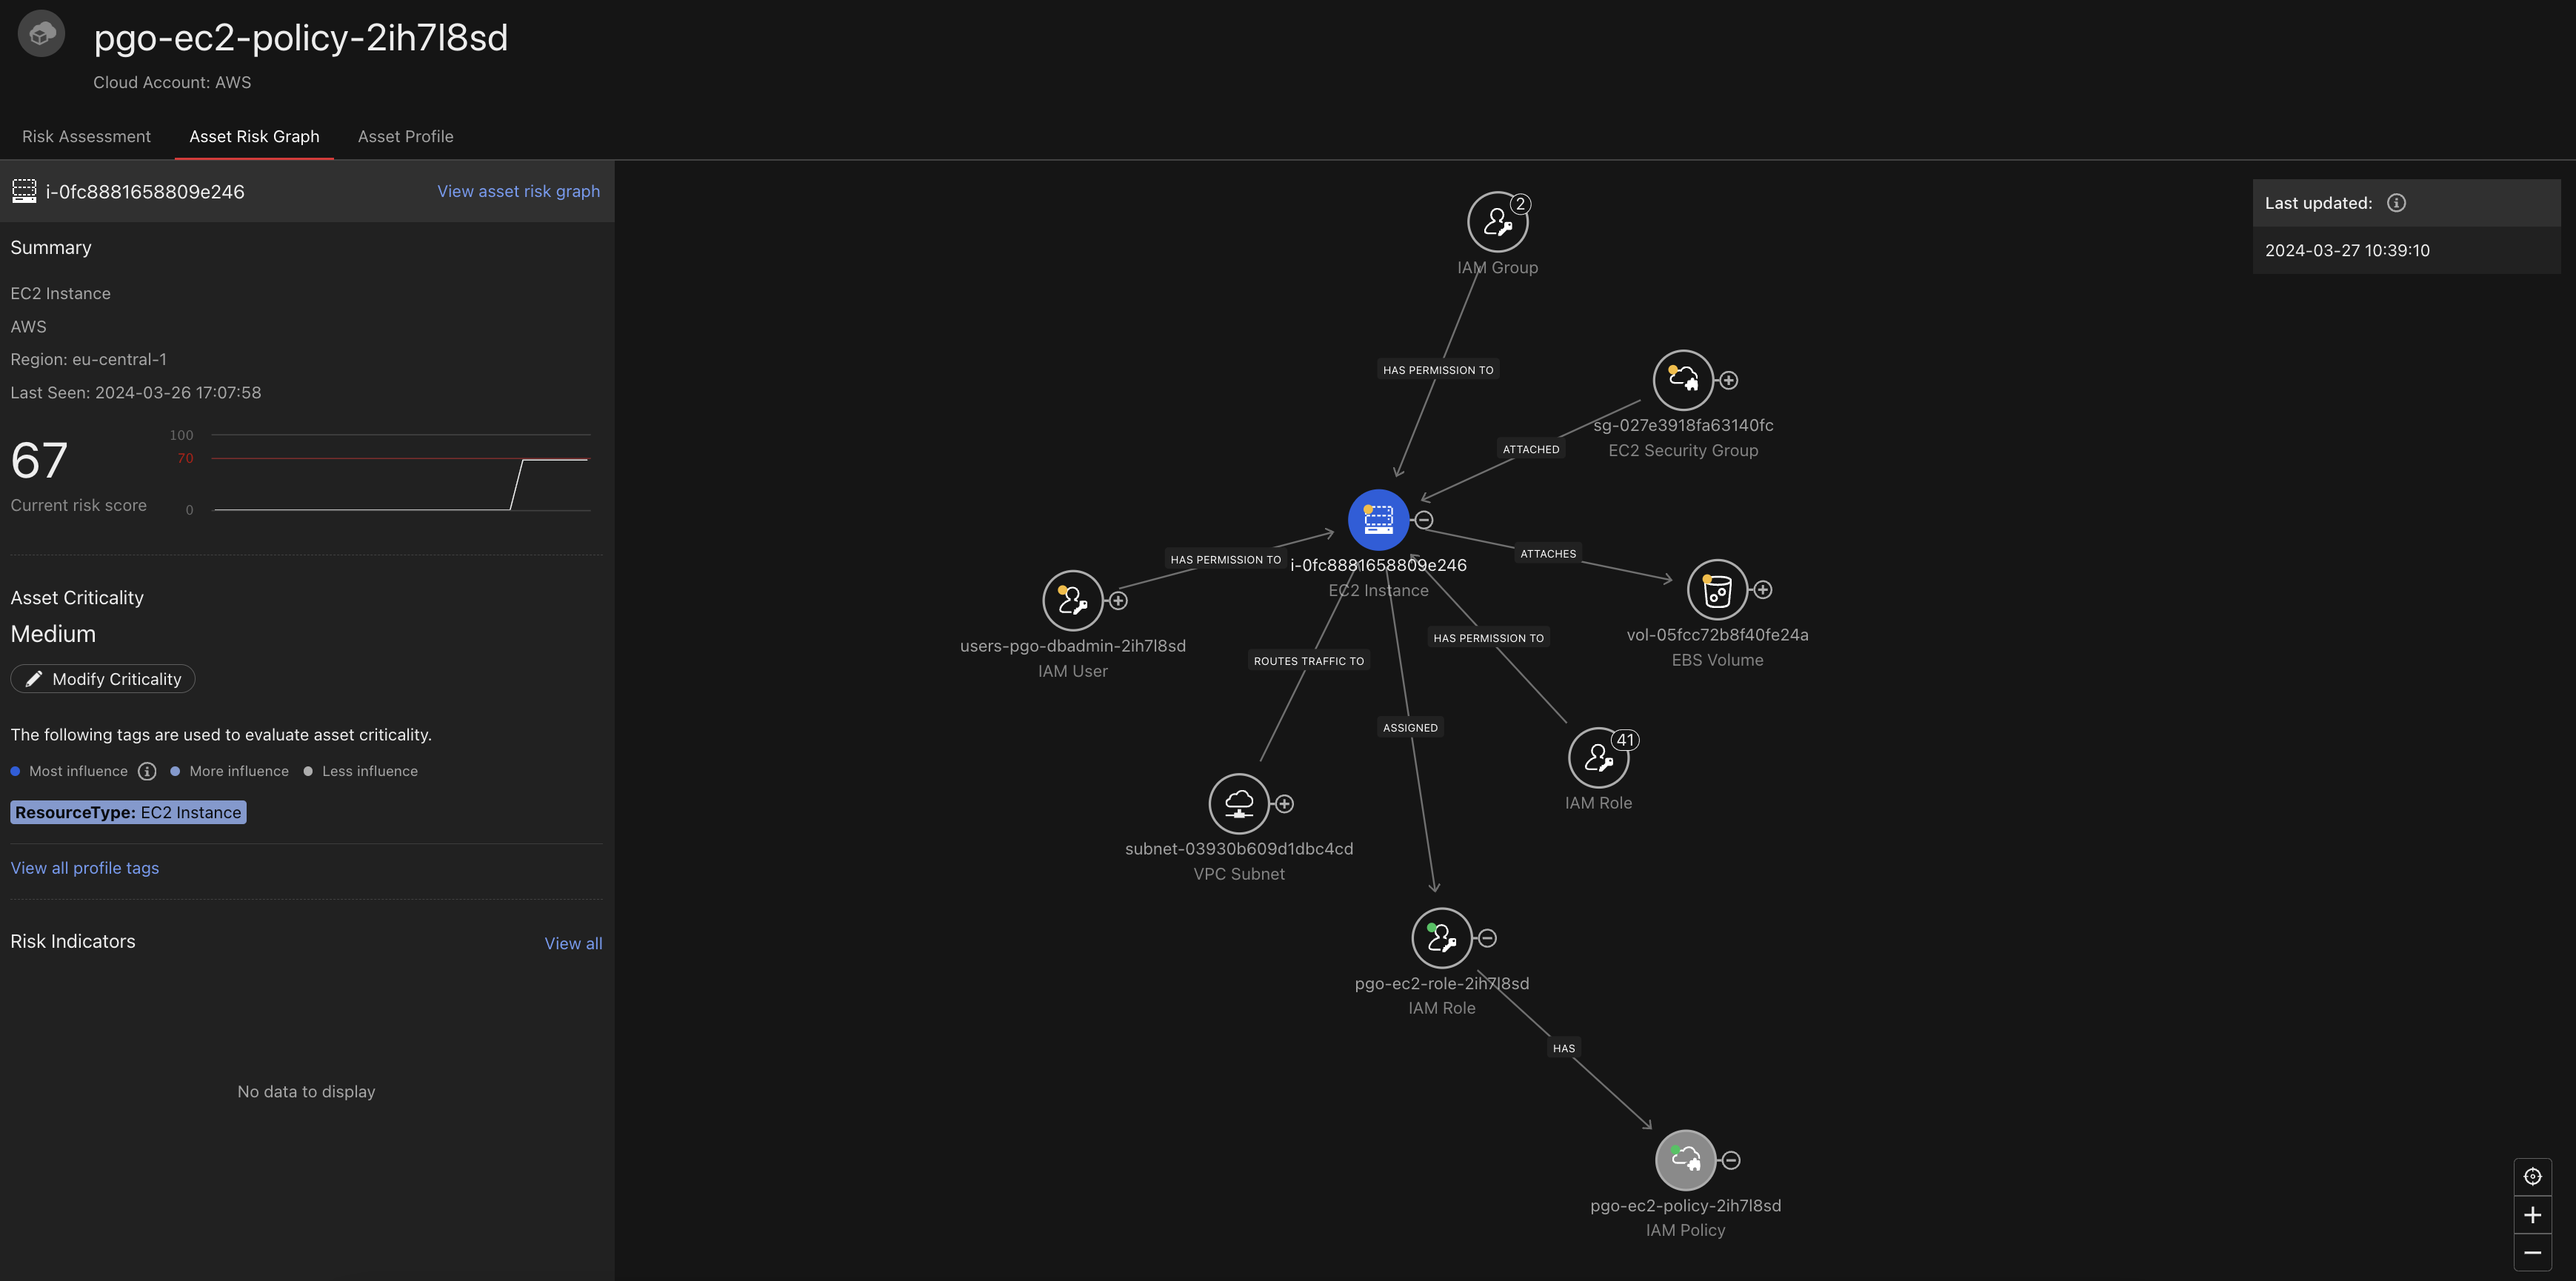 pgo-ec2-policy-2ih7l8sd
Cloud Account: AWS
Risk Assessment
Asset Risk Graph
Asset Profile
i-0fc8881658809e246
View asset risk graph
Summary
EC2 Instance
AWS
Region: eu-central-1
Last Seen: 2024-03-26 17:07:58
67
Current risk score
100
70
0
Asset Criticality
Medium
Modify Criticality
The following tags are used to evaluate asset criticality.
Most influence
More influence
Less influence
ResourceType: EC2 Instance
View all profile tags
Risk Indicators
View all
No data to display
Last updated:
2024-03-27 10:39:10
2
IAM Group
HAS PERMISSION TO
sg-027e3918fa63140fc
EC2 Security Group
ATTACHED
i-0fc8881658809e246
EC2 Instance
ATTACHES
HAS PERMISSION TO
users-pgo-dbadmin-2ih7l8sd
IAM User
vol-05fcc72b8f40fe24a
EBS Volume
HAS PERMISSION TO
ROUTES TRAFFIC TO
ASSIGNED
41
IAM Role
subnet-03930b609d1dbc4cd
VPC Subnet
pgo-ec2-role-2ih7l8sd
IAM Role
HAS
pgo-ec2-policy-2ih7l8sd
IAM Policy